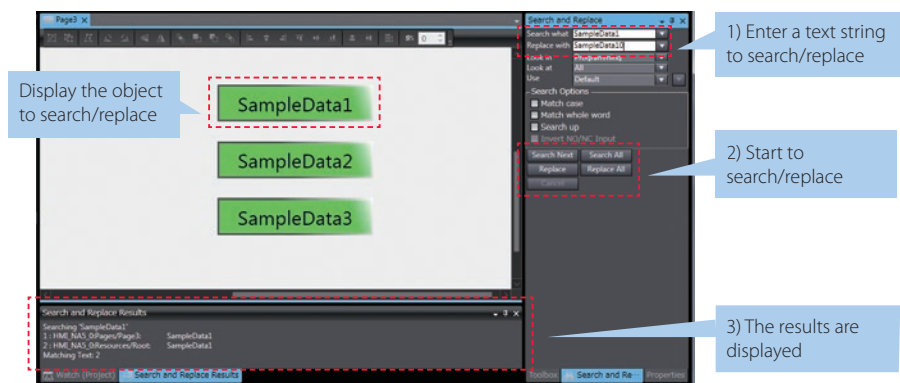 Page3 X
0
Display the object
to search/replace
SampleData1
SampleData2
SampleData3
Search and Replace
Search what SampleData1
Replace with SampleData10
Look in
Look at All
Use Default
Search Options
Match case
Match whole word
Search up
Invert NO/NC Input
Search Next Search All
Replace Replace All
Cancel
1) Enter a text string
to search/replace
2) Start to
search/replace
3) The results are
displayed
Search and Replace Results
Searching 'SampleData1'
1 : HMI_NA5_0:Pages/Page3: SampleData1
2 : HMI_NA5_0:Resources/Root: SampleData1
Matching Text: 2
Watch (Project) Search and Replace Results
Toolbox Search and Re··· Properties